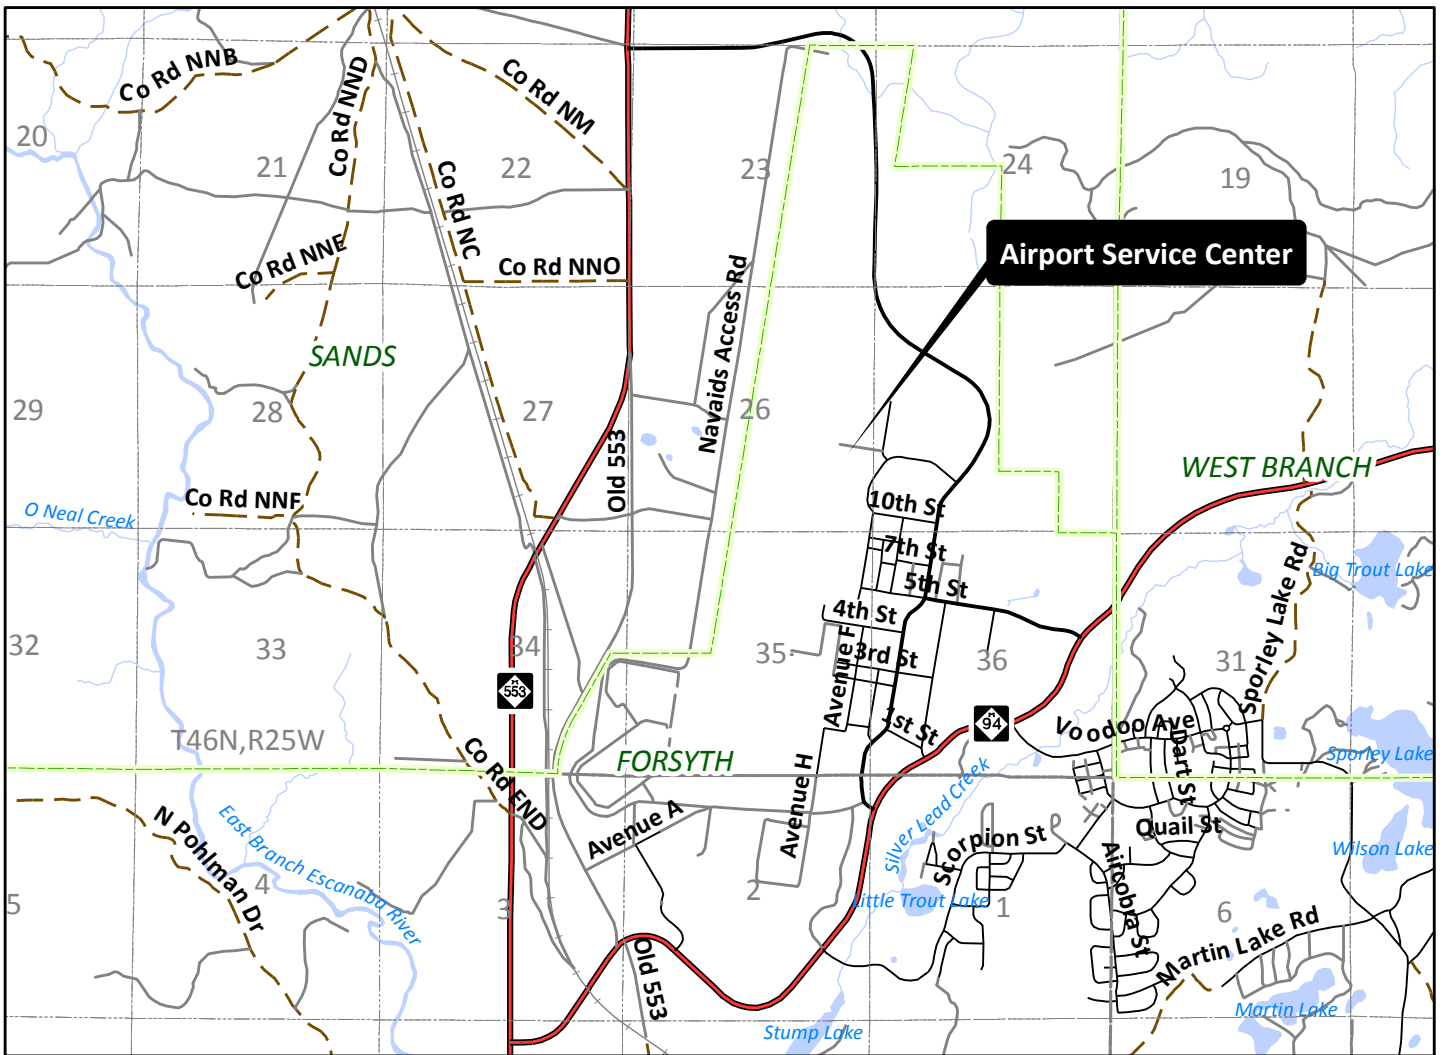 Co Rd NNB
Co Rd NND
Co Rd NM
20
21
22
23
24
19
Co Rd NC
Airport Service Center
Co Rd NNE
Co Rd NNO
Navaids Access Rd
SANDS
29
28
27
26
Old 553
WEST BRANCH
Co Rd NNF
10th St
O Neal Creek
7th St
Big Trout Lake
5th St
Sporley Lake Rd
4th St
32
33
34
35
Avenue F
3rd St
36
31
M
553
1st St
M
94
Voodoo Ave
T46N,R25W
FORSYTH
Dart St
Sporley Lake
Co Rd END
Avenue H
Silver Lead Creek
N Pohlman Dr
East Branch Escanaba River
Avenue A
Scorpion St
Quail St
Wilson Lake
Aircobra St
5
4
3
2
Little Trout Lake
1
6
Martin Lake Rd
Old 553
Stump Lake
Martin Lake